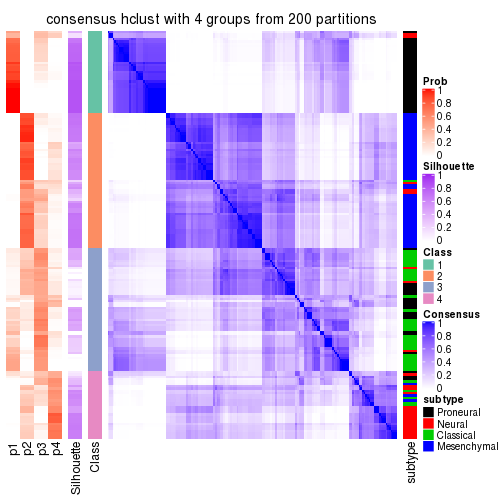 consensus hclust with 4 groups from 200 partitions
Prob
1
0.8
0.6
0.4
0.2
0
Silhouette
1
0.8
0.6
0.4
0.2
0
Class
1
2
3
4
Consensus
1
0.8
0.6
0.4
0.2
0
subtype
Proneural
Neural
Classical
Mesenchymal
p1
p2
p3
p4
Silhouette
Class
subtype